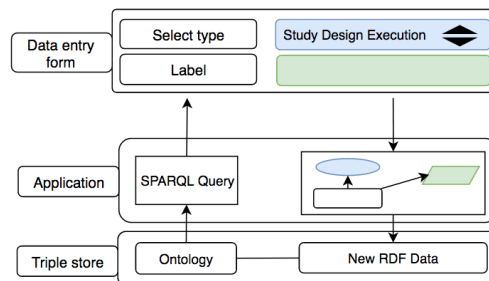 Data entry
form
Select type
Study Design Execution
Label
Application
SPARQL Query
Triple store
Ontology
New RDF Data